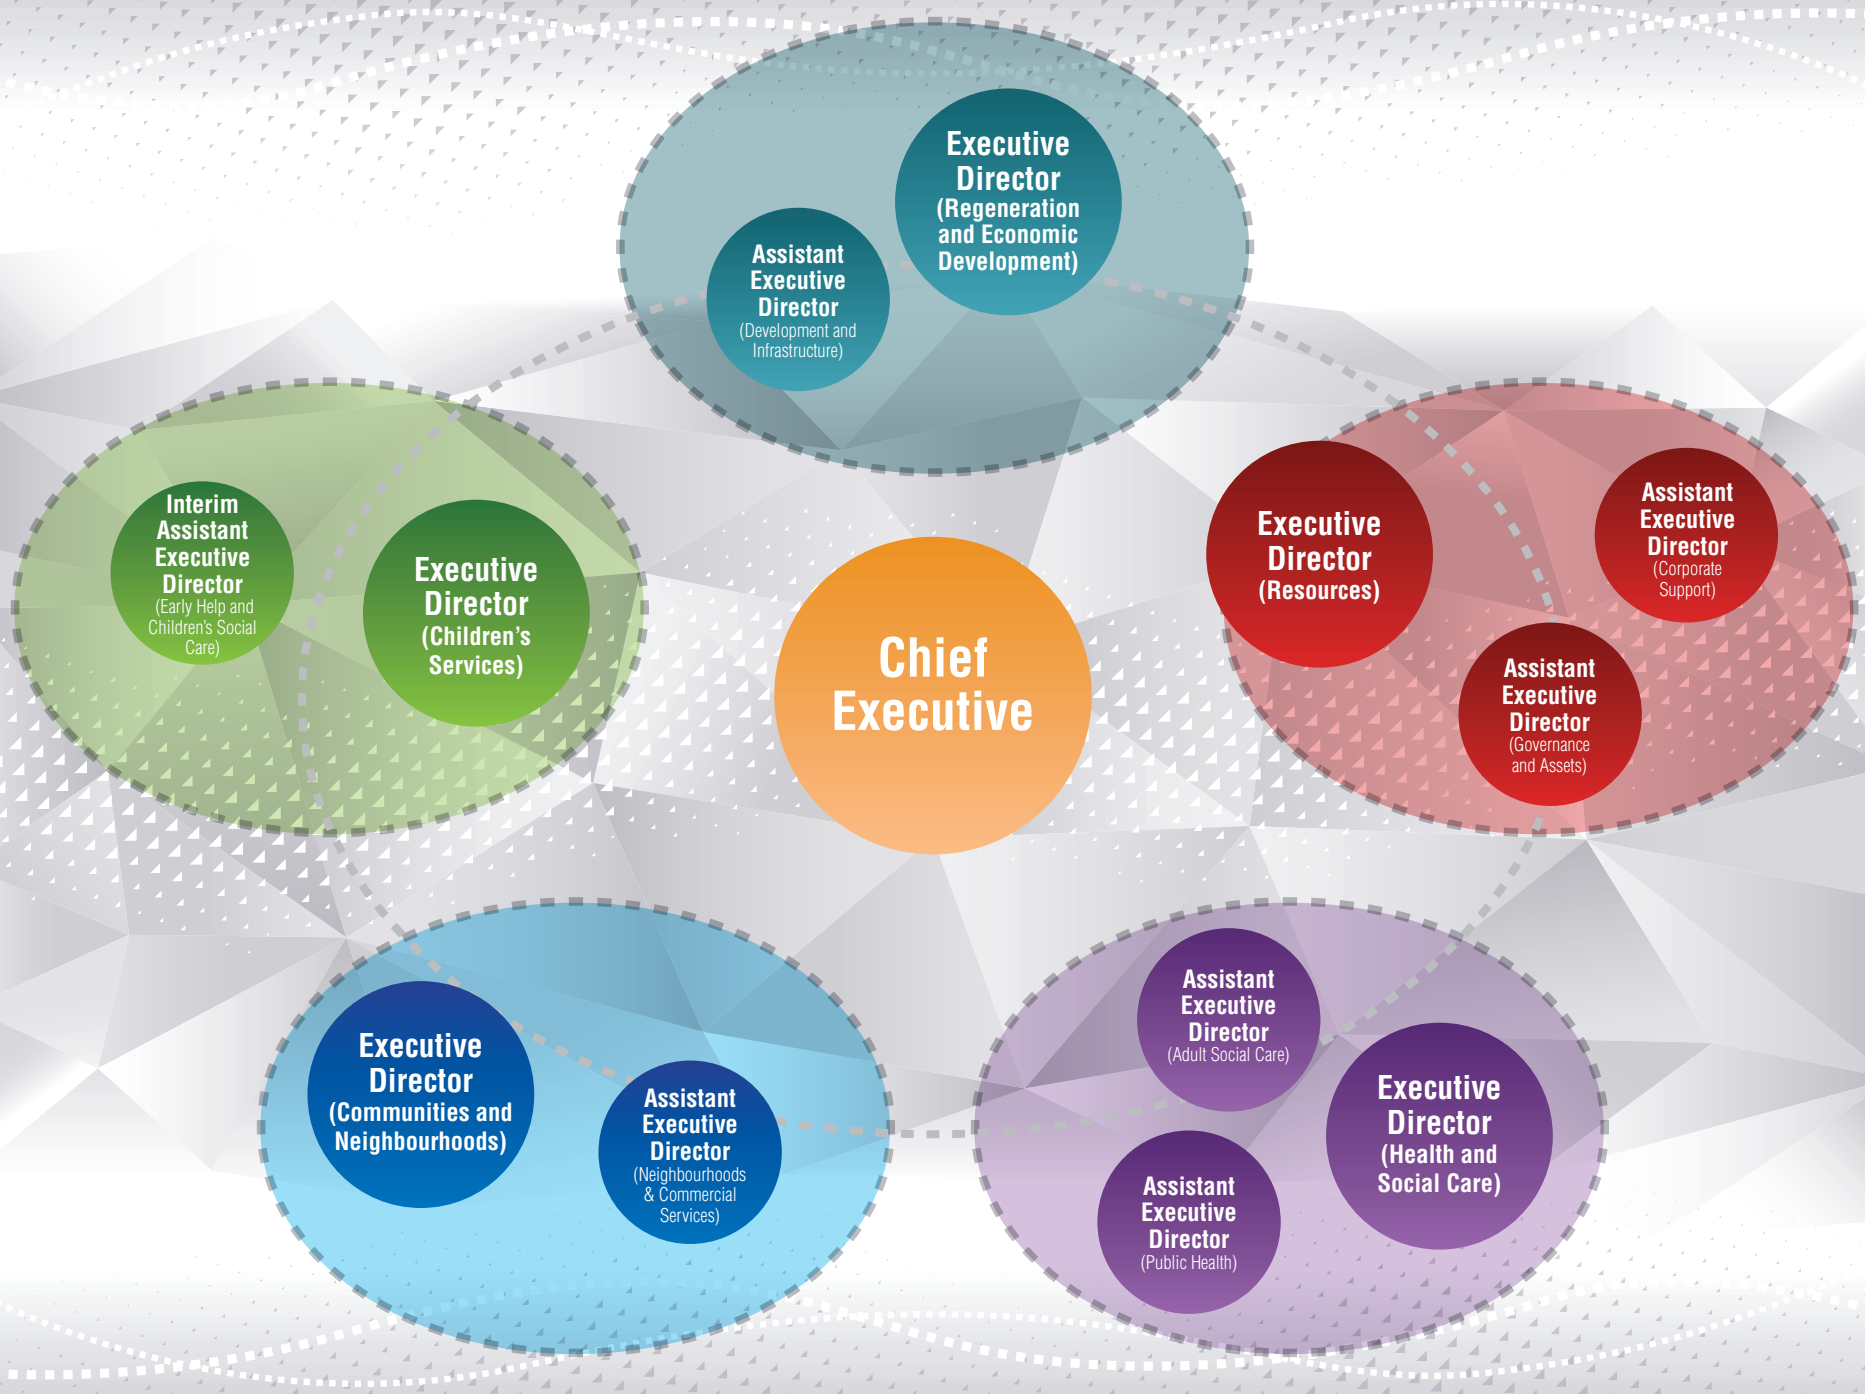 Executive
Director
(Regeneration
and Economic
Development)
Assistant
Executive
Director
(Development and
Infrastructure)
Interim
Assistant
Executive
Director
(Early Help and
Children's Social
Care)
Executive
Director
(Children's
Services)
Chief
Executive
Executive
Director
(Resources)
Assistant
Executive
Director
(Corporate
Support)
Assistant
Executive
Director
(Governance
and Assets)
Executive
Director
(Communities and
Neighbourhoods)
Assistant
Executive
Director
(Neighbourhoods
& Commercial
Services)
Assistant
Executive
Director
(Adult Social Care)
Executive
Director
(Health and
Social Care)
Assistant
Executive
Director
(Public Health)